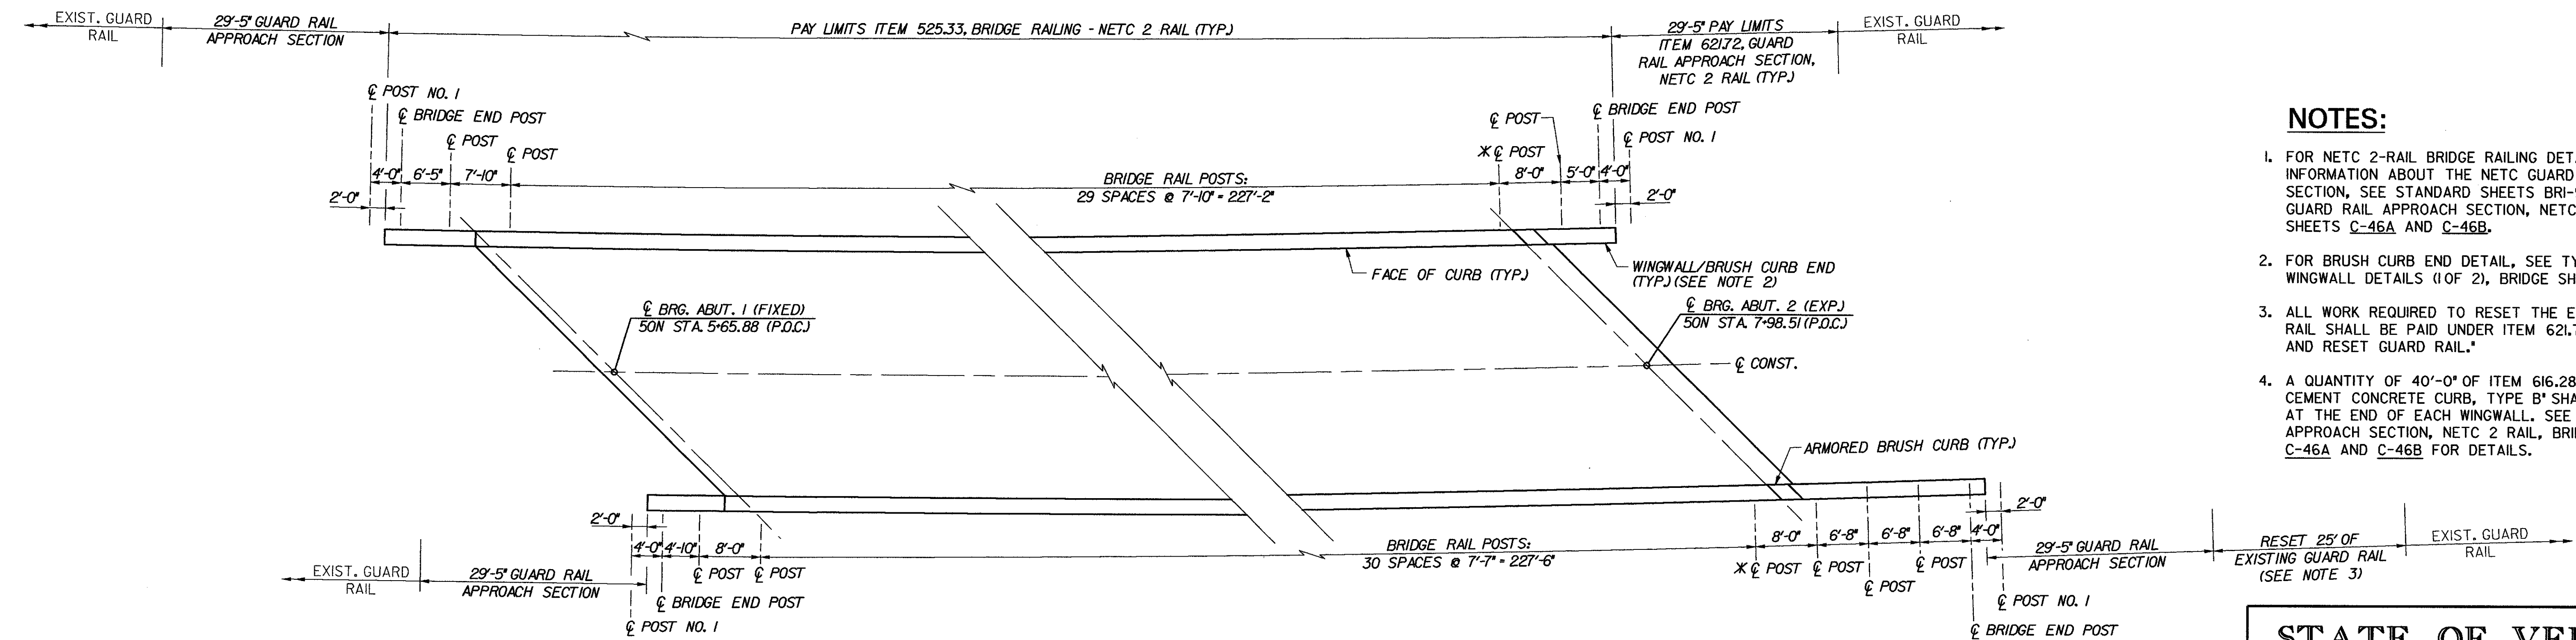 EXIST. GUARD
RAIL
29'-5" GUARD RAIL
APPROACH SECTION
PAY LIMITS ITEM 525.33, BRIDGE RAILING - NETC 2 RAIL (TYP.)
29'-5" PAY LIMITS
ITEM 621.72, GUARD
RAIL APPROACH SECTION,
NETC 2 RAIL (TYP.)
EXIST. GUARD
RAIL
℄ POST NO. 1
℄ BRIDGE END POST
℄ POST
℄ POST
4'-0" 6'-5" 7'-10"
2'-0"
BRIDGE RAIL POSTS:
29 SPACES @ 7'-10" = 227'-2"
℄ POST
* ℄ POST
℄ BRIDGE END POST
℄ POST NO. 1
8'-0" 5'-0" 4'-0"
2'-0"
FACE OF CURB (TYP.)
WINGWALL/BRUSH CURB END
(TYP.) (SEE NOTE 2)
℄ BRG. ABUT. 1 (FIXED)
50N STA. 5+65.88 (P.O.C.)
℄ BRG. ABUT. 2 (EXP.)
50N STA. 7+98.51 (P.O.C.)
℄ CONST.
ARMORED BRUSH CURB (TYP.)
2'-0"
4'-0" 4'-10" 8'-0"
℄ POST ℄ POST
℄ BRIDGE END POST
℄ POST NO. 1
EXIST. GUARD
RAIL
29'-5" GUARD RAIL
APPROACH SECTION
BRIDGE RAIL POSTS:
30 SPACES @ 7'-7" = 227'-6"
8'-0" 6'-8" 6'-8" 6'-8" 4'-0"
2'-0"
* ℄ POST ℄ POST
℄ POST
℄ POST
℄ POST NO. 1
℄ BRIDGE END POST
29'-5" GUARD RAIL
APPROACH SECTION
RESET 25' OF
EXISTING GUARD RAIL
(SEE NOTE 3)
EXIST. GUARD
RAIL
NOTES:
1. FOR NETC 2-RAIL BRIDGE RAILING
INFORMATION ABOUT THE NETC GUARD
SECTION, SEE STANDARD SHEETS
GUARD RAIL APPROACH SECTION, NETC
SHEETS C-46A AND C-46B.
2. FOR BRUSH CURB END DETAIL, SEE
WINGWALL DETAILS (1 OF 2), BRIDGE
3. ALL WORK REQUIRED TO RESET THE
RAIL SHALL BE PAID UNDER ITEM
AND RESET GUARD RAIL."
4. A QUANTITY OF 40'-0" OF ITEM 616.28
CEMENT CONCRETE CURB, TYPE B"
AT THE END OF EACH WINGWALL. SEE
APPROACH SECTION, NETC 2 RAIL,
C-46A AND C-46B FOR DETAILS.
STATE OF